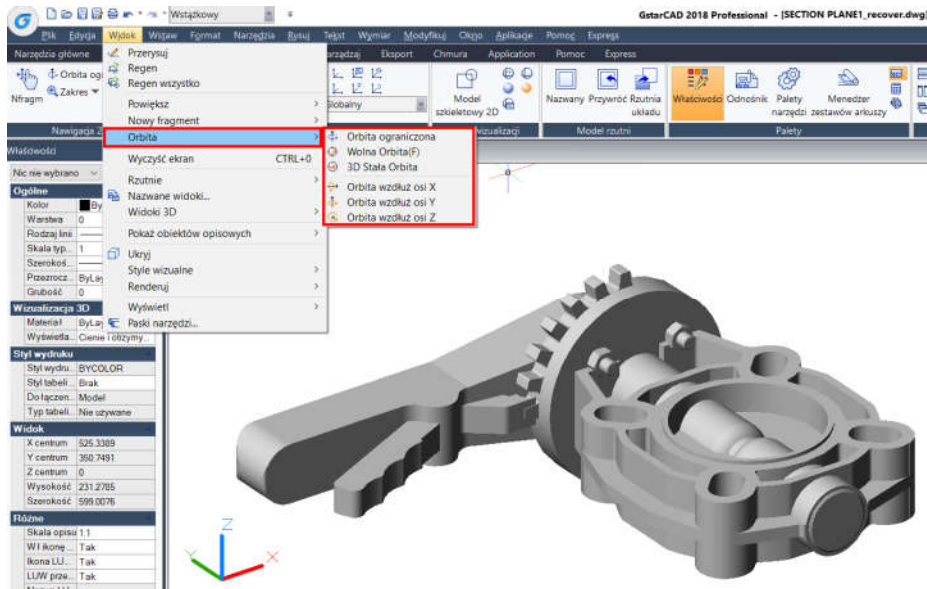 Wstążkowy
GstarCAD 2018 Professional - [SECTION PLANE1_recover.dwg]
Plik Edycja Widok Wstaw Format Narzędzia Rysuj Tekst Wymiar Modyfikuj Okno Aplikacje Pomoc Express
Narzędzia główne Eksport Chmura Application Pomoc Express
Nfragm
Zakres
Globalny
Model
szkieletowy 2D
Nazwany Przywróć Rzutnia
układu
Właściwości Odnośnik Palety
narzędzi Menedżer
zestawów arkuszy
Model rzutni
Palety
Przerysuj
Regen
Regen wszystko
Powiększ
Nowy fragment
Orbita
Wyczyść ekran CTRL+0
Rzutnie
Nazwane widoki...
Widoki 3D
Pokaż obiektów opisowych
Ukryj
Style wizualne
Renderuj
Wyświetl
Paski narzędzi...
Orbita ograniczona
Wolna Orbita(F)
3D Stała Orbita
Orbita wzdłuż osi X
Orbita wzdłuż osi Y
Orbita wzdłuż osi Z
Właściwości
Nic nie wybrano
Ogólne
Kolor
Warstwa 0
Rodzaj linii
Skala typ... 1
Szerokoś...
Przezrocz... ByLay
Grubość 0
Wizualizacja 3D
Materiał ByLay
Wyświetla... Cienie i otrzymy...
Styl wydruku
Styl wydru... BYCOLOR
Styl tabeli... Brak
Dołączen... Model
Typ tabeli... Nie używane
Widok
X centrum 525.3389
Y centrum 350.7491
Z centrum 0
Wysokość 231.2785
Szerokość 599.0076
Różne
Skala opisu 1:1
Wł ikonę ... Tak
Ikona LU... Tak
LUW prze... Tak
Z
Y
X